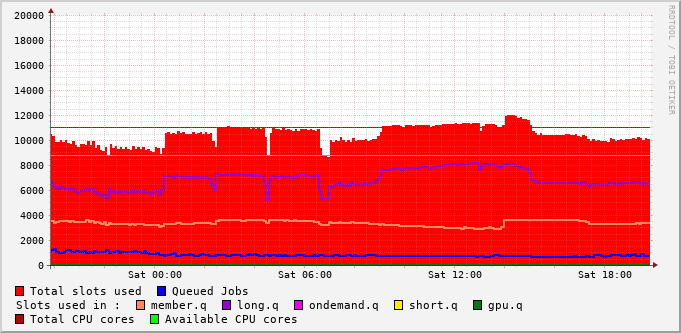 20000
18000
16000
14000
12000
10000
8000
6000
4000
2000
0
Sat 00:00 Sat 06:00 Sat 12:00 Sat 18:00
RRDTOOL / TOBI OETIKER
Total slots used Queued Jobs
Slots used in : member.q long.q ondemand.q short.q gpu.q
Total CPU cores Available CPU cores